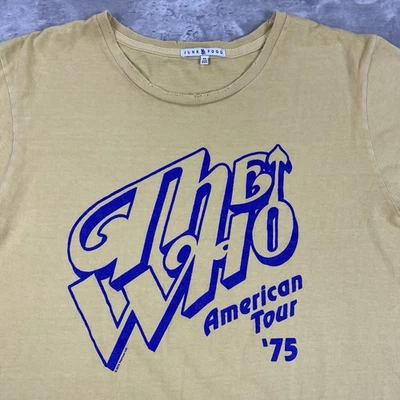 JUNK FOOD
The
WHO
American
Tour
'75